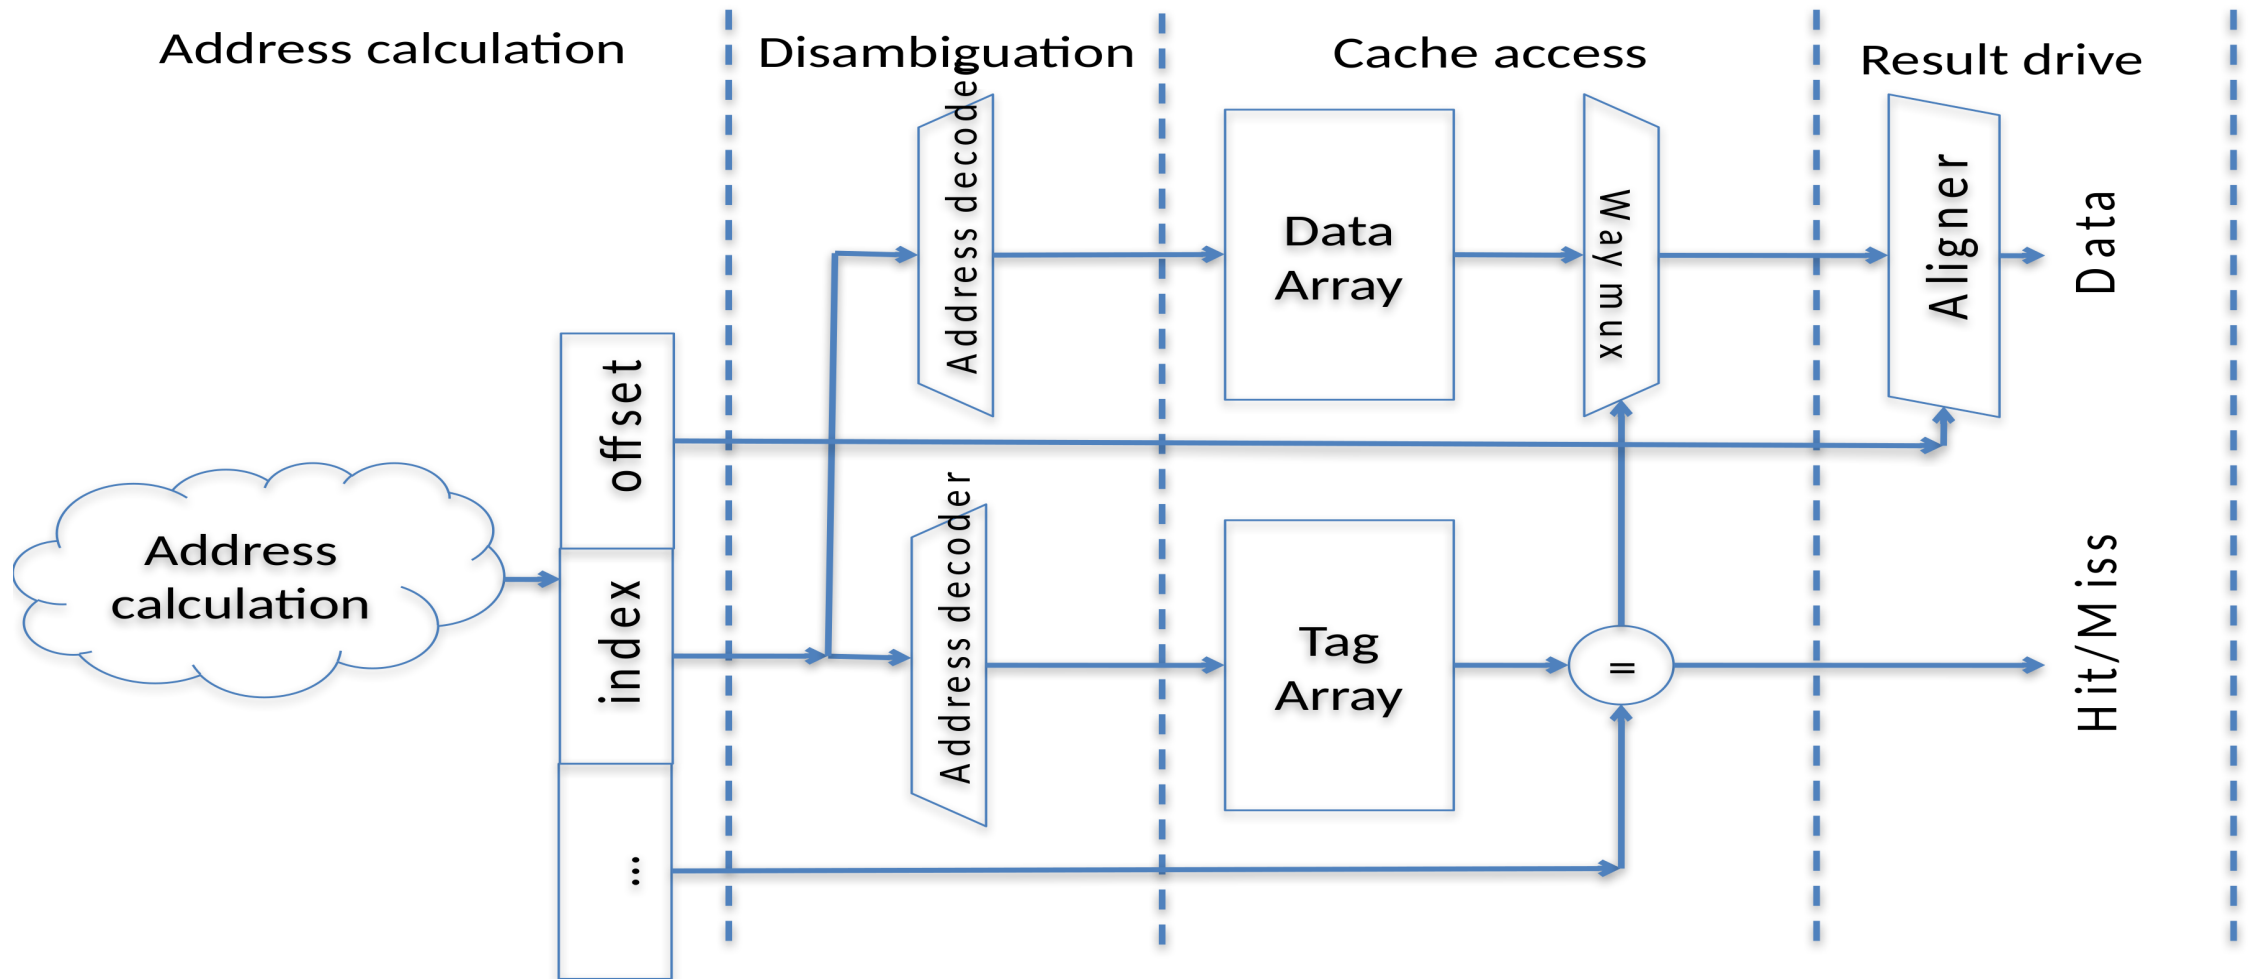 Address calculation
Disambiguation
Cache access
Result drive
Address decoder
Data
Array
Way mux
Aligner
Data
offset
Address
calculation
index
Address decoder
Tag
Array
=
Hit/Miss
...